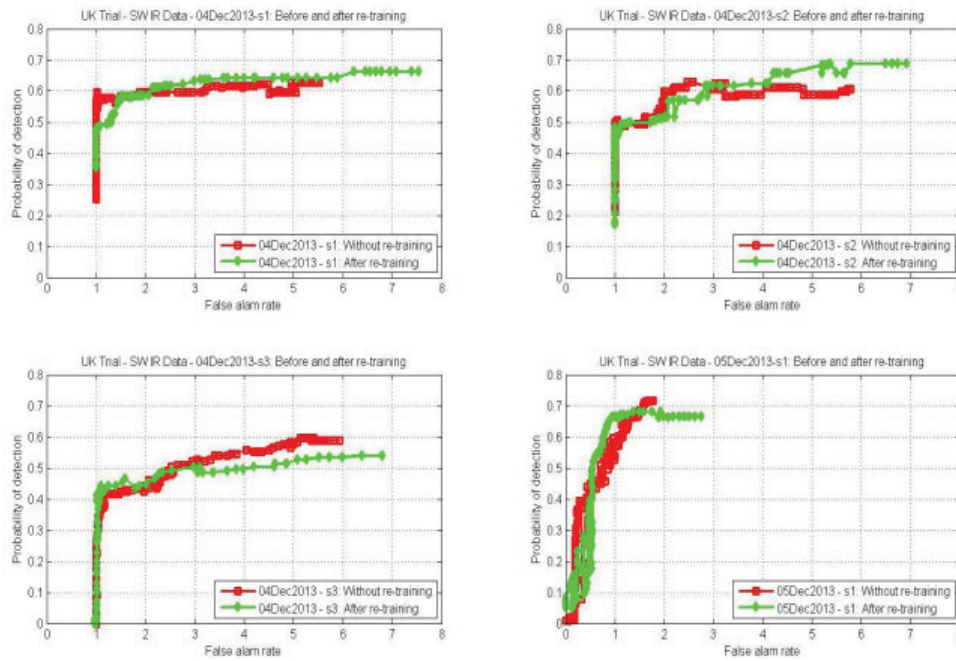 UK Trial - SWIR Data - 04Dec2013-s1: Before and after re-training
0.8
0.7
0.6
0.5
0.4
0.3
0.2
0.1
0
Probability of detection
04Dec2013 - s1: Without re-training
04Dec2013 - s1: After re-training
0 1 2 3 4 5 6 7 8
False alam rate
UK Trial - SWIR Data - 04Dec2013-s2: Before and after re-training
0.8
0.7
0.6
0.5
0.4
0.3
0.2
0.1
0
Probability of detection
04Dec2013 - s2: Without re-training
04Dec2013 - s2: After re-training
0 1 2 3 4 5 6 7 8
False alam rate
UK Trial - SWIR Data - 04Dec2013-s3: Before and after re-training
0.8
0.7
0.6
0.5
0.4
0.3
0.2
0.1
0
Probability of detection
04Dec2013 - s3: Without re-training
04Dec2013 - s3: After re-training
0 1 2 3 4 5 6 7 8
False alam rate
UK Trial - SWIR Data - 05Dec2013-s1: Before and after re-training
0.8
0.7
0.6
0.5
0.4
0.3
0.2
0.1
0
Probability of detection
05Dec2013 - s1: Without re-training
05Dec2013 - s1: After re-training
0 1 2 3 4 5 6 7 8
False alam rate